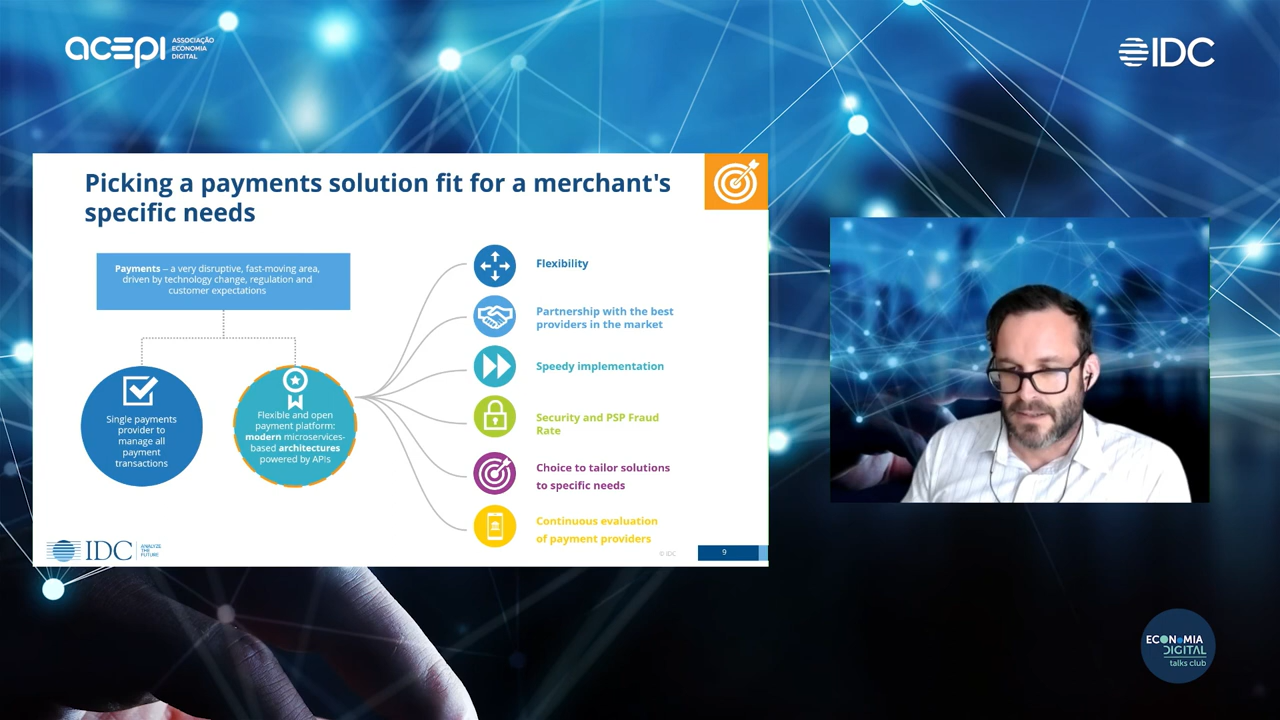 acepi
ASSOCIAÇÃO
ECONOMIA
DIGITAL
IDC
Picking a payments solution fit for a merchant's
specific needs
Payments – a very disruptive, fast-moving area,
driven by technology change, regulation and
customer expectations
Single payments
provider to
manage all
payment
transactions
Flexible and open
payment platform:
modern microservices-
based architectures
powered by APIs
Flexibility
Partnership with the best
providers in the market
Speedy implementation
Security and PSP Fraud
Rate
Choice to tailor solutions
to specific needs
Continuous evaluation
of payment providers
IDC
ANALYZE
THE
FUTURE
© IDC
9
ECONOMIA
DIGITAL
talks club